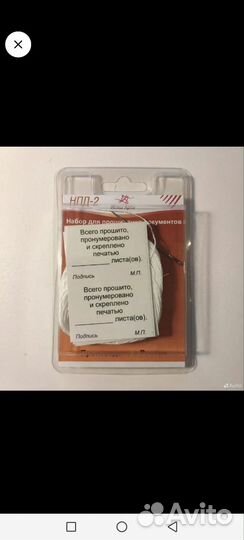 НПП-2
Набор для прошивки документов
Всего прошито,
пронумеровано
и скреплено
печатью
листа(ов).
Подпись М.П.
Всего прошито,
пронумеровано
и скреплено
печатью
листа(ов).
Подпись М.П.
Avito
Avito